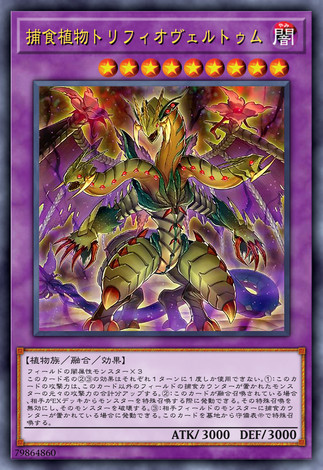 捕食植物トリフィオヴェルトゥム
闇
やみ
[植物族/融合/効果]
フィールドの闇属性モンスター×3
このカード名の②③の効果はそれぞれ1ターンに1度しか使用できない。①:このカー
ドの攻撃力は、このカード以外のフィールドの捕食カウンターが置かれたモンス
ターの元々の攻撃力の合計分アップする。②:このカードが融合召喚されている場合、
相手がEXデッキからモンスターを特殊召喚する際に発動できる。その特殊召喚を
無効にし、そのモンスターを破壊する。③:相手フィールドのモンスターに捕食カウ
ンターが置かれている場合に発動できる。このカードを墓地から守備表示で特殊召
喚する。
ATK/3000 DEF/3000
79864860